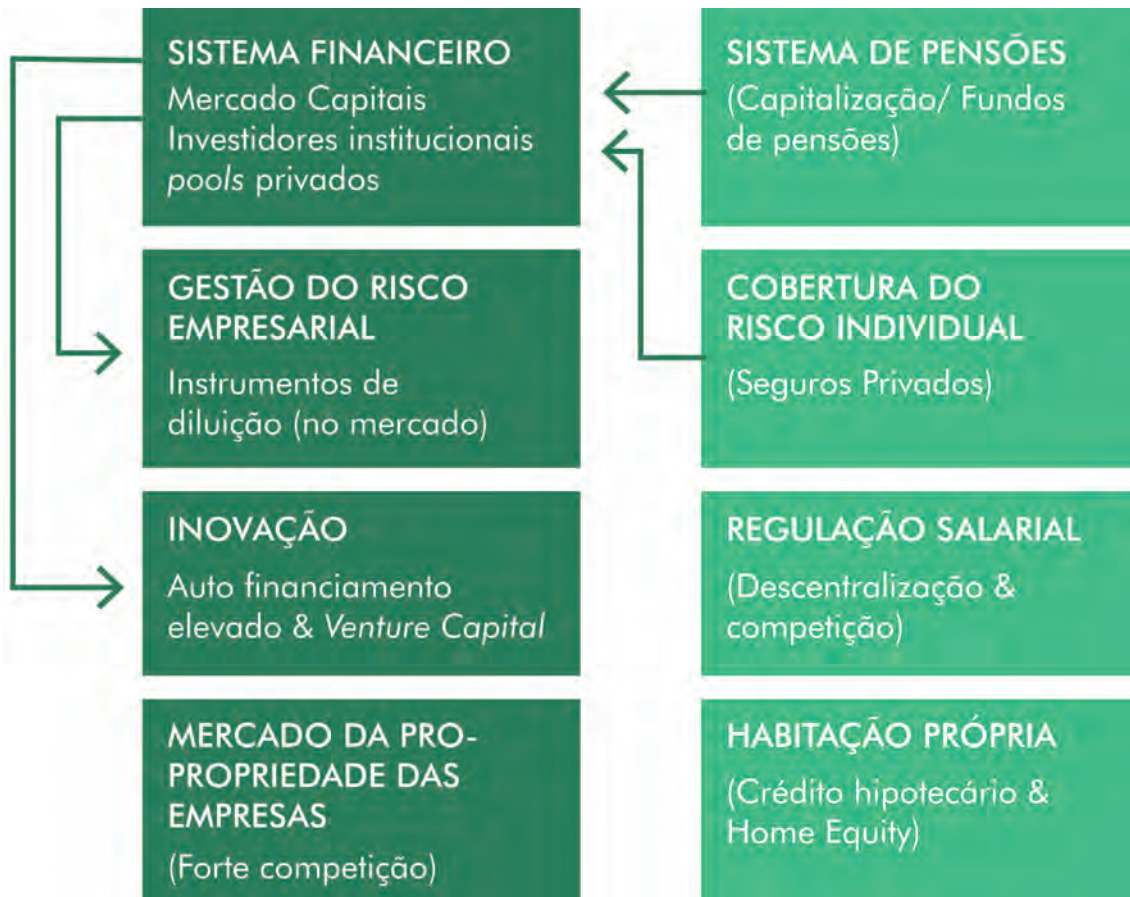 SISTEMA FINANCEIRO
Mercado Capitais
Investidores institucionais
pools privados
GESTÃO DO RISCO
EMPRESARIAL
Instrumentos de
diluição (no mercado)
INOVAÇÃO
Auto financiamento
elevado & Venture Capital
MERCADO DA PRO-
PROPRIEDADE DAS
EMPRESAS
(Forte competição)
SISTEMA DE PENSÕES
(Capitalização/ Fundos
de pensões)
COBERTURA DO
RISCO INDIVIDUAL
(Seguros Privados)
REGULAÇÃO SALARIAL
(Descentralização &
competição)
HABITAÇÃO PRÓPRIA
(Crédito hipotecário &
Home Equity)